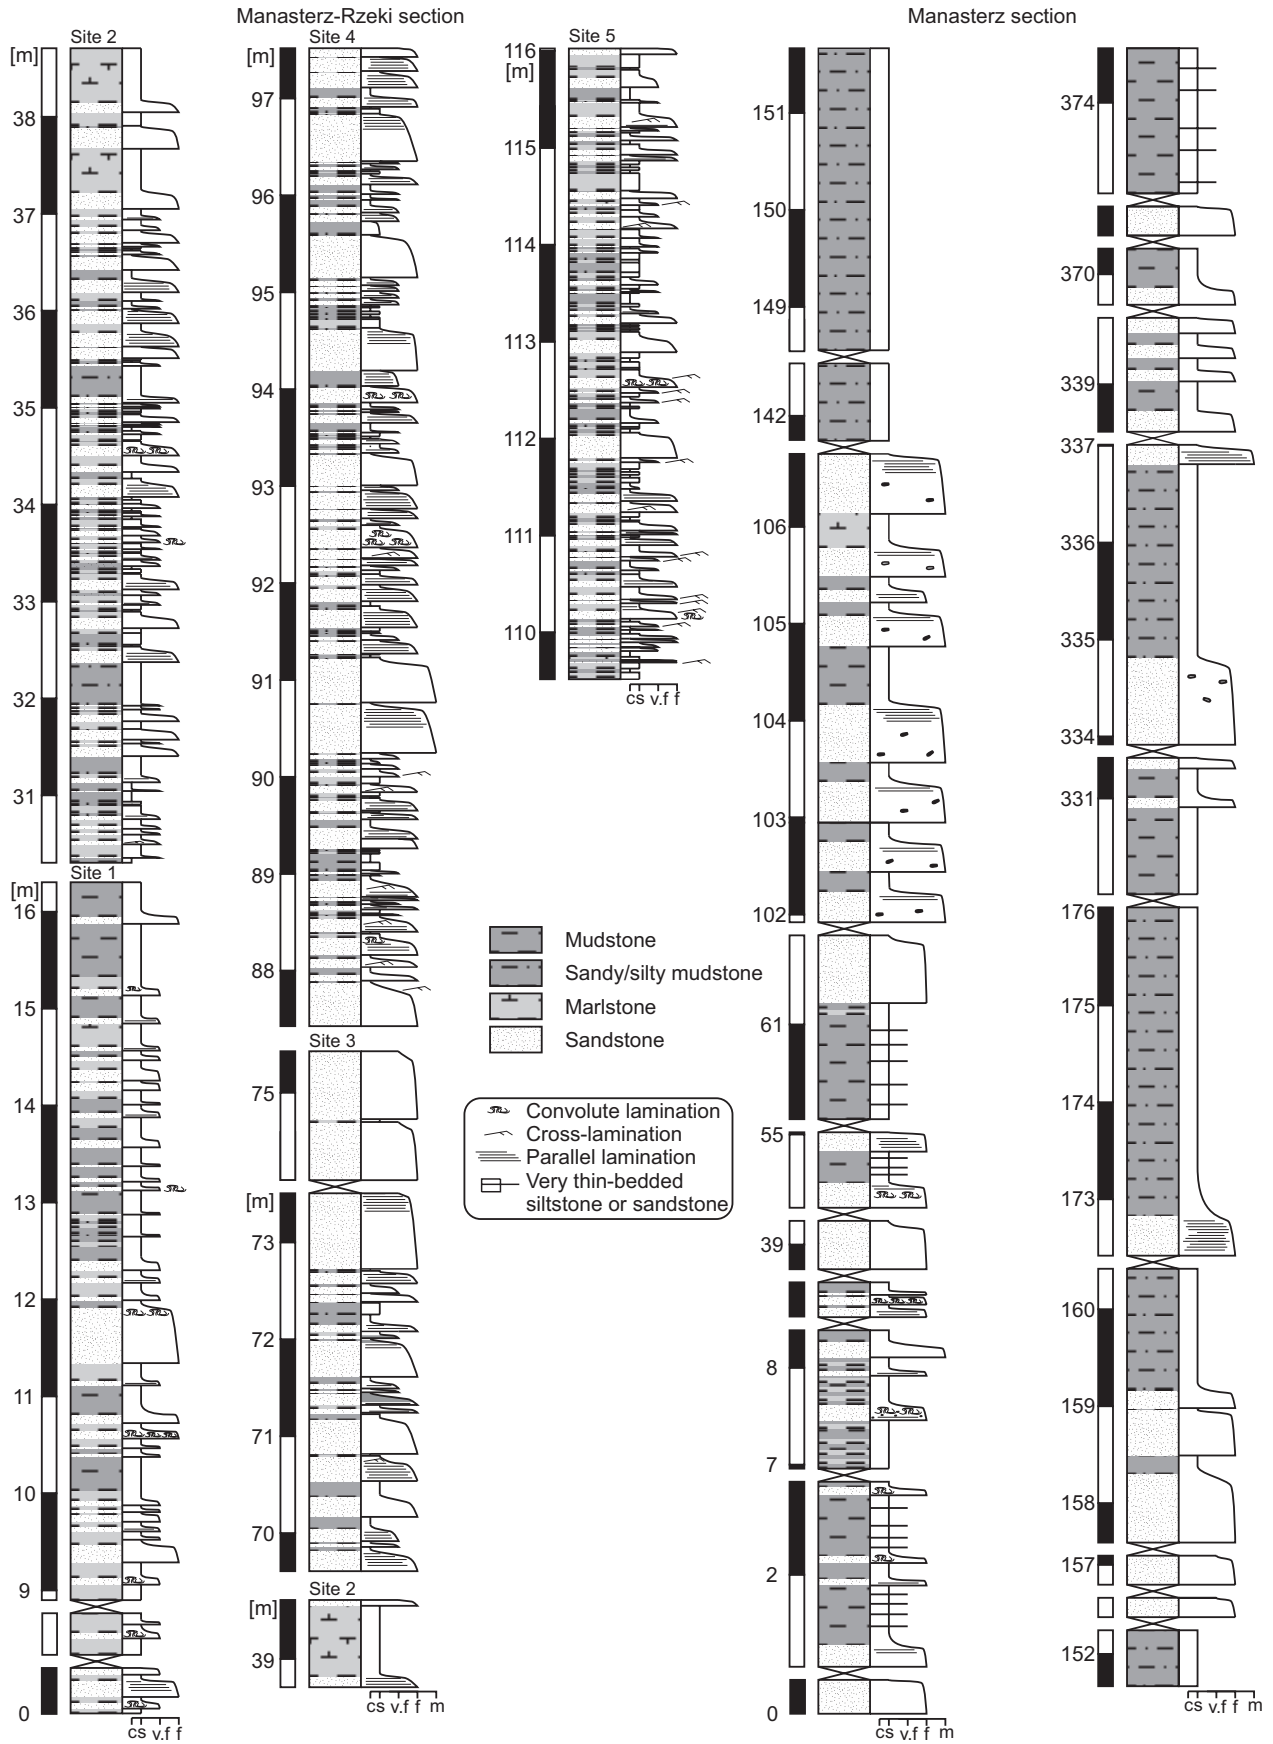 Manasterz-Rzeki section
Manasterz section
Site 2
[m]
38
37
36
35
34
33
32
31
Site 1
[m]
16
15
14
13
12
11
10
9
0
cs v.f f
Site 4
[m]
97
96
95
94
93
92
91
90
89
88
Site 3
75
[m]
73
72
71
70
Site 2
[m]
39
cs v.f f m
Site 5
116
[m]
115
114
113
112
111
110
cs v.f f
Mudstone
Sandy/silty mudstone
Marlstone
Sandstone
Convolute lamination
Cross-lamination
Parallel lamination
Very thin-bedded
siltstone or sandstone
151
150
149
142
106
105
104
103
102
61
55
39
8
7
2
0
cs v.f f m
374
370
339
337
336
335
334
331
176
175
174
173
160
159
158
157
152
cs v.f f m